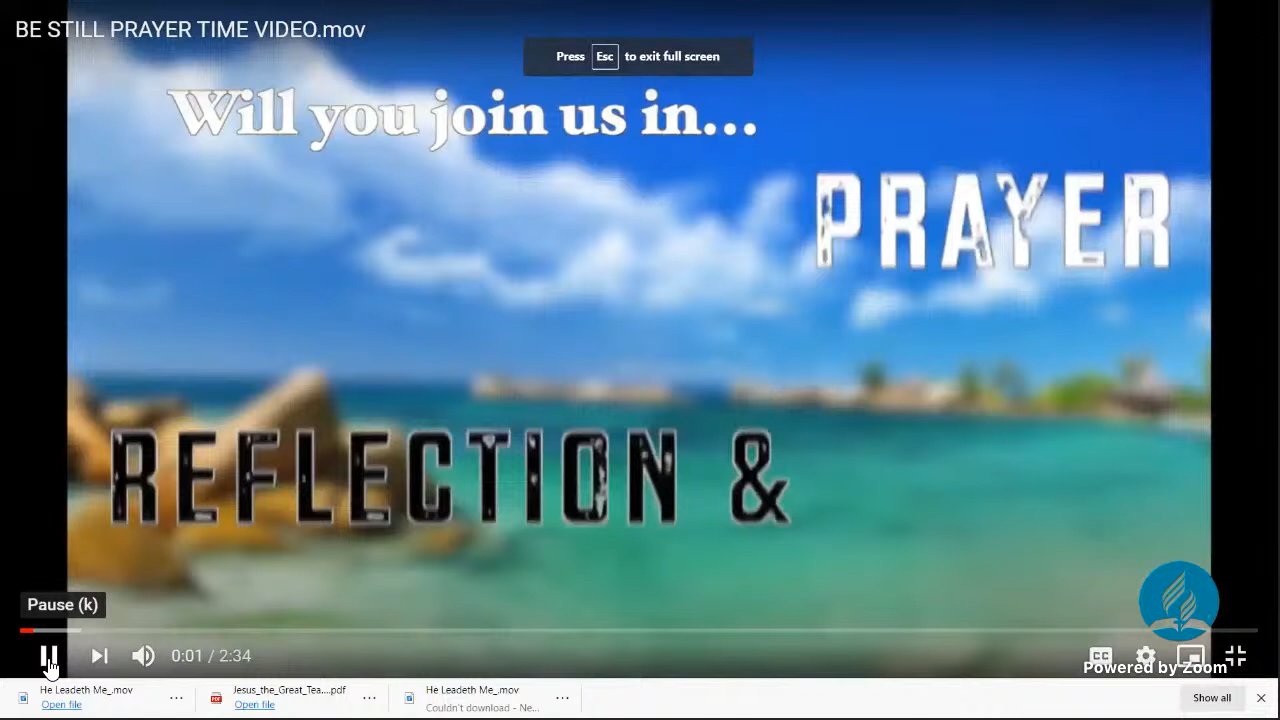 BE STILL PRAYER TIME VIDEO.mov
Press Esc to exit full screen
Will you join us in...
PRAYER
REFLECTION &
Pause (k)
0:01 / 2:34
CC
Powered by Zoom
He Leadeth Me_.mov
Open file
Jesus_the_Great_Tea....pdf
Open file
He Leadeth Me_.mov
Couldn't download - Ne...
Show all